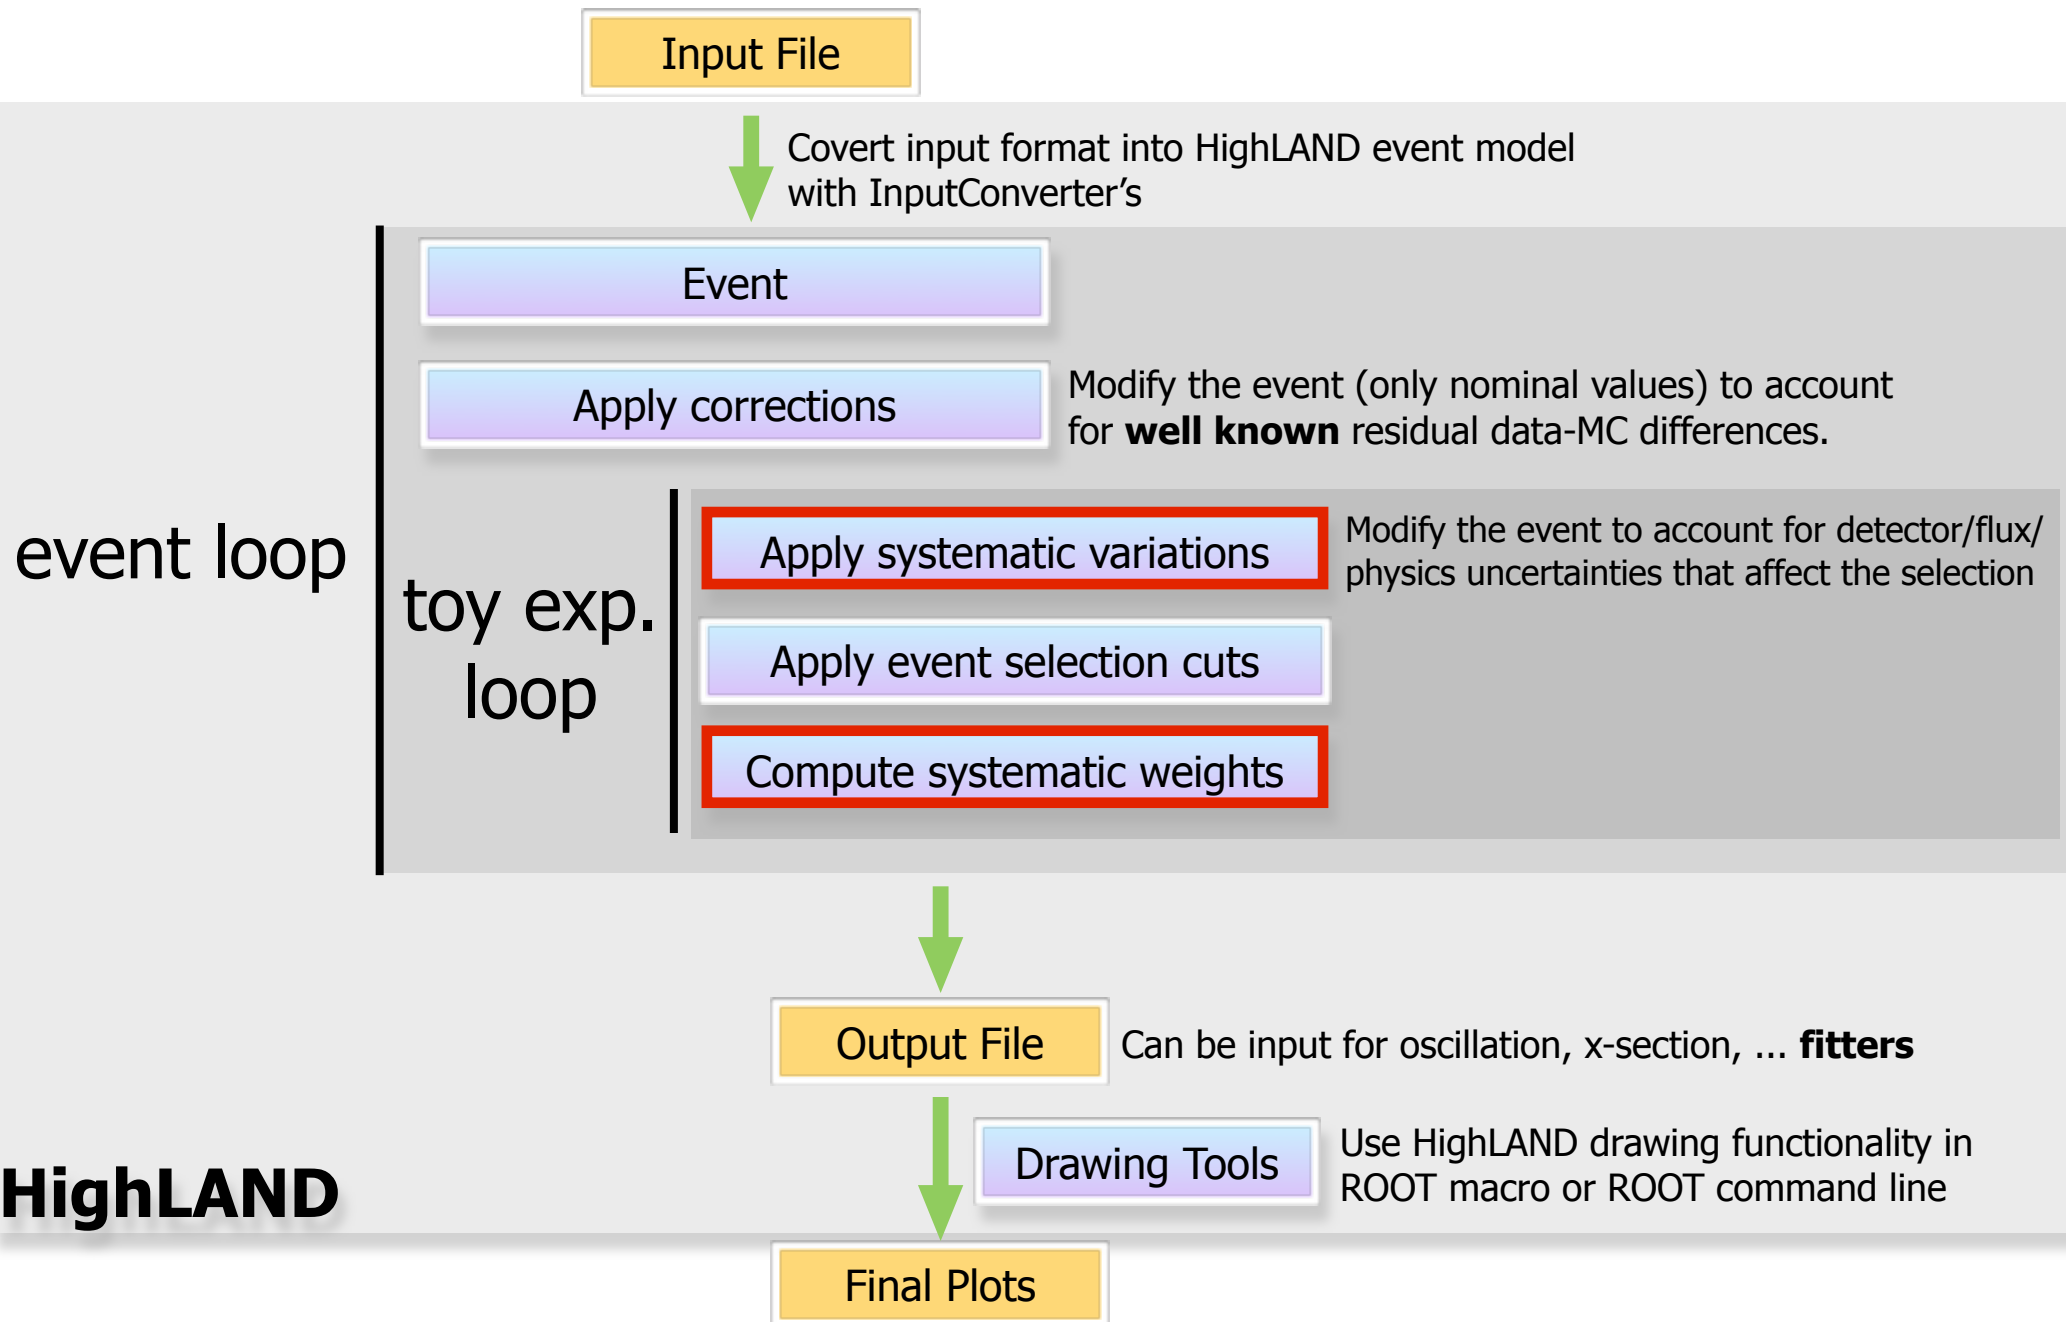 Input File
Covert input format into HighLAND event model
with InputConverter’s
Event
Apply corrections
Modify the event (only nominal values) to account
for well known residual data-MC differences.
event loop
toy exp.
loop
Apply systematic variations
Modify the event to account for detector/flux/
physics uncertainties that affect the selection
Apply event selection cuts
Compute systematic weights
Output File
Can be input for oscillation, x-section, ... fitters
Drawing Tools
Use HighLAND drawing functionality in
ROOT macro or ROOT command line
HighLAND
Final Plots